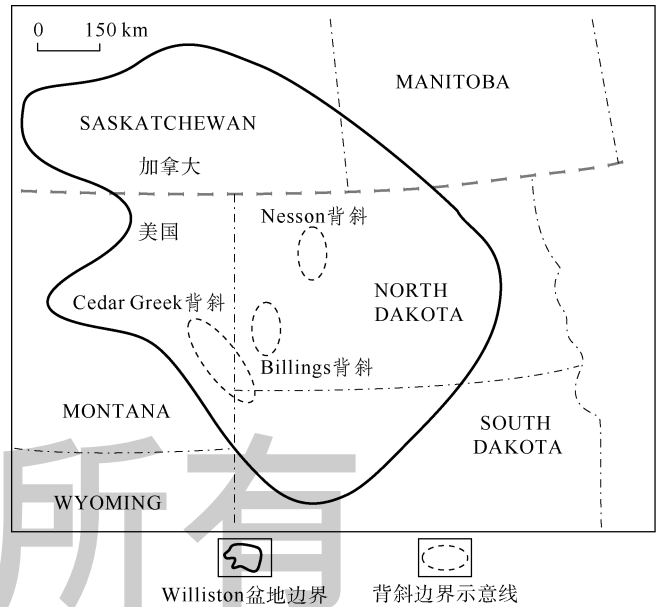 0 150 km
MANITOBA
SASKATCHEWAN
加拿大
Nesson背斜
美国
Cedar Greek背斜
NORTH
DAKOTA
Billings背斜
MONTANA
SOUTH
DAKOTA
WYOMING
所有
Williston盆地边界
背斜边界示意线